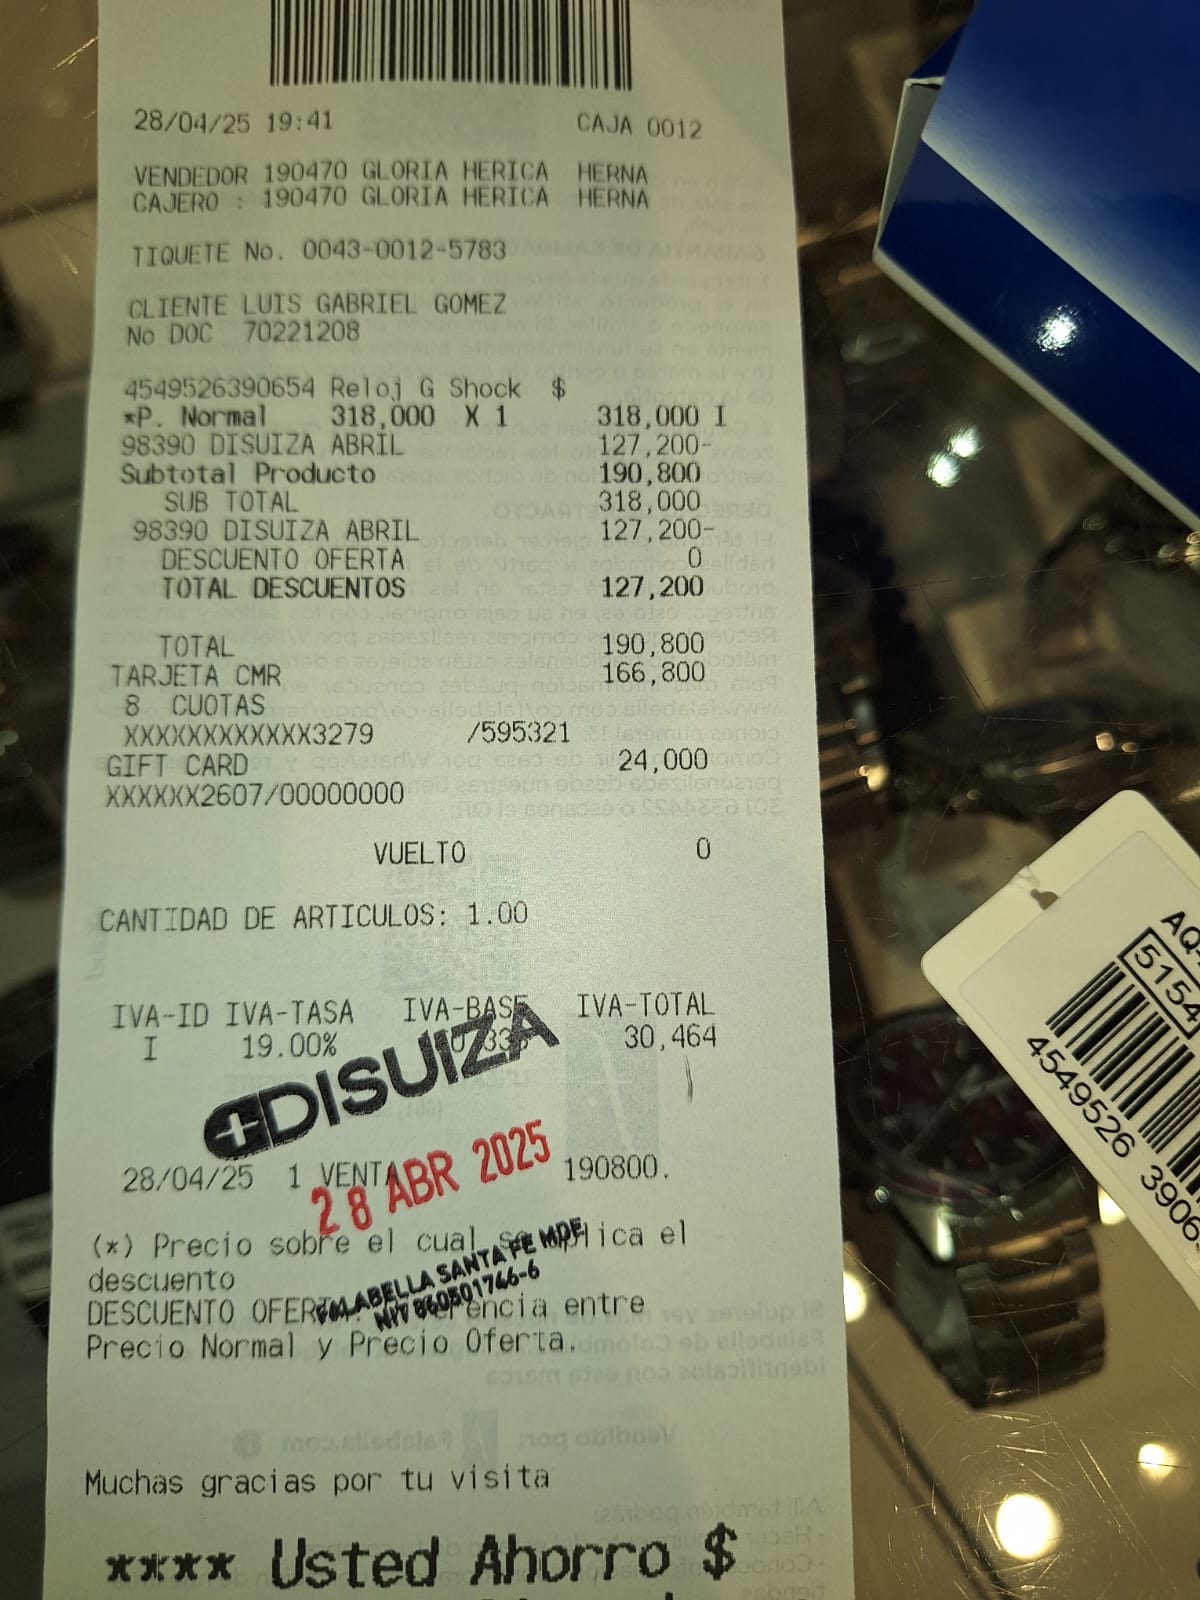 28/04/25 19:41 CAJA 0012
VENDEDOR 190470 GLORIA HERICA HERNA
CAJERO : 190470 GLORIA HERICA HERNA
TIQUETE No. 0043-0012-5783
CLIENTE LUIS GABRIEL GOMEZ
No DOC 70221208
4549526390654 Reloj G Shock $
*P. Normal 318,000 X 1 318,000 I
98390 DISUIZA ABRIL 127,200-
Subtotal Producto 190,800
SUB TOTAL 318,000
98390 DISUIZA ABRIL 127,200-
DESCUENTO OFERTA 0
TOTAL DESCUENTOS 127,200
TOTAL 190,800
TARJETA CMR 166,800
8 CUOTAS
XXXXXXXXXXXX3279 /595321
GIFT CARD 24,000
XXXXXX2607/00000000
VUELTO 0
CANTIDAD DE ARTICULOS: 1.00
IVA-ID IVA-TASA IVA-BASE IVA-TOTAL
I 19.00% 30,464
DISUIZA
28/04/25 1 VENTA 190800.
28 ABR 2025
(*) Precio sobre el cual se aplica el
descuento
FALABELLA SANTA FE MDE
NIT 860501746-6
DESCUENTO entre
Precio Normal y Precio Oferta.
Muchas gracias por tu visita
**** Usted Ahorro $
AQ-
5154
4549526